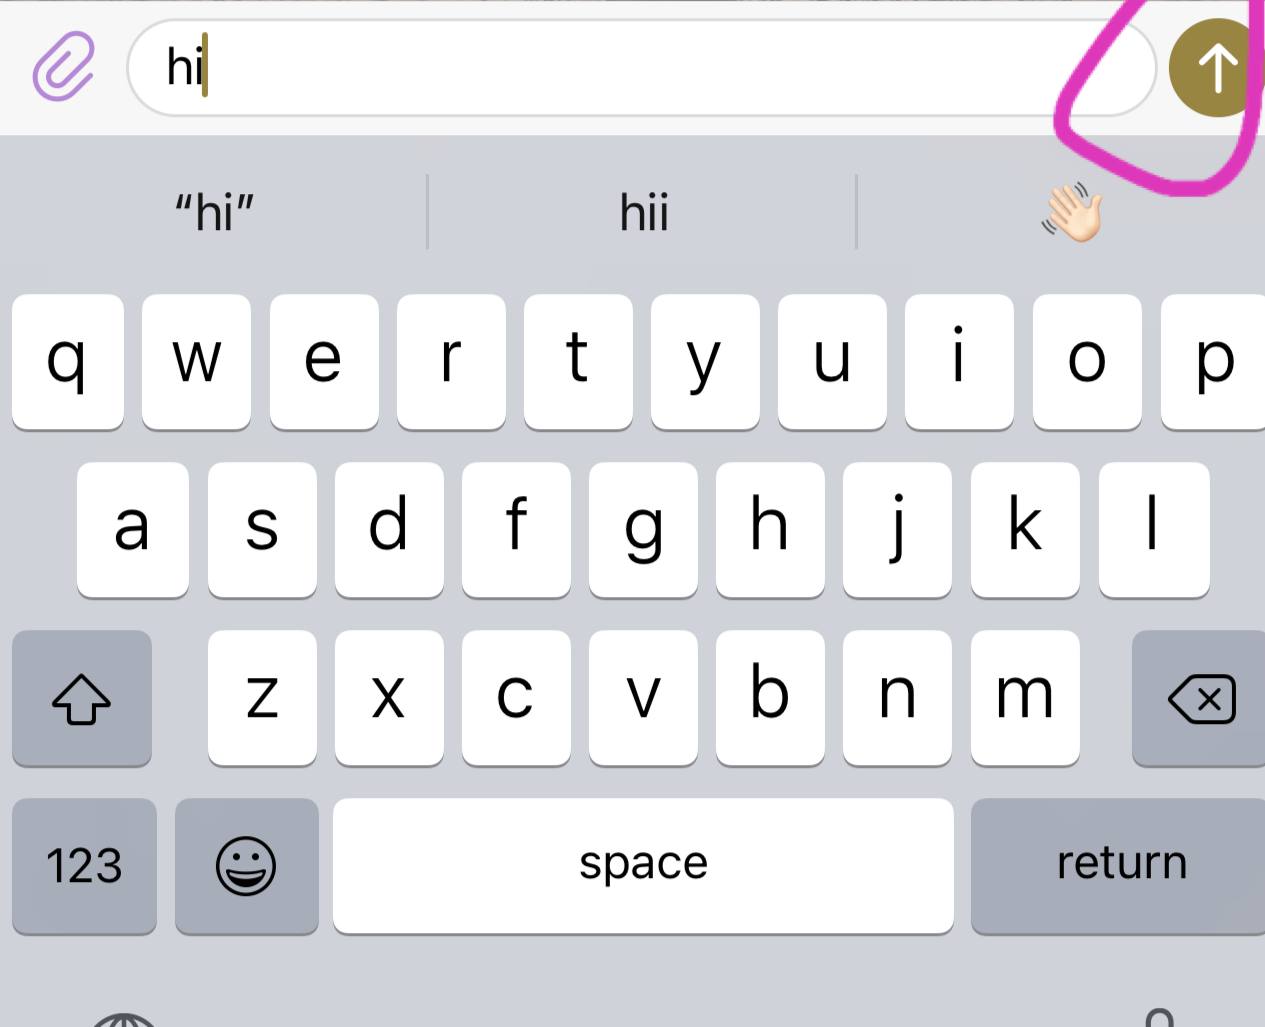 hi
“hi” hii 👋🏻
q w e r t y u i o p
a s d f g h j k l
z x c v b n m
123 space return